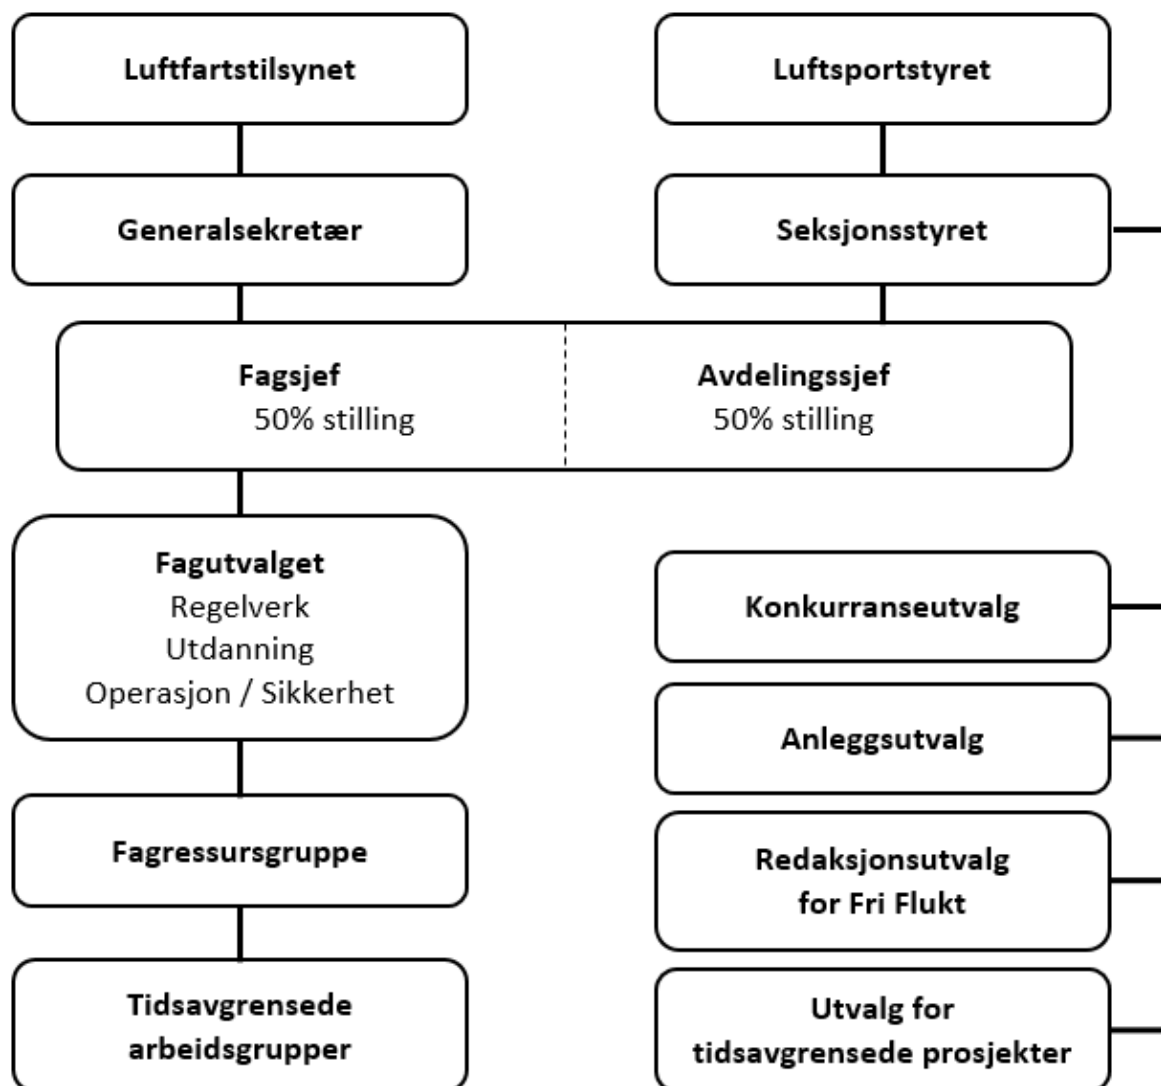 Luftfartstilsynet
Luftsportstyret
Generalsekretær
Seksjonsstyret
Fagsjef
50% stilling
Avdelingssjef
50% stilling
Fagutvalget
Regelverk
Utdanning
Operasjon / Sikkerhet
Konkurranseutvalg
Anleggsutvalg
Fagressursgruppe
Redaksjonsutvalg
for Fri Flukt
Tidsavgrensede
arbeidsgrupper
Utvalg for
tidsavgrensede prosjekter